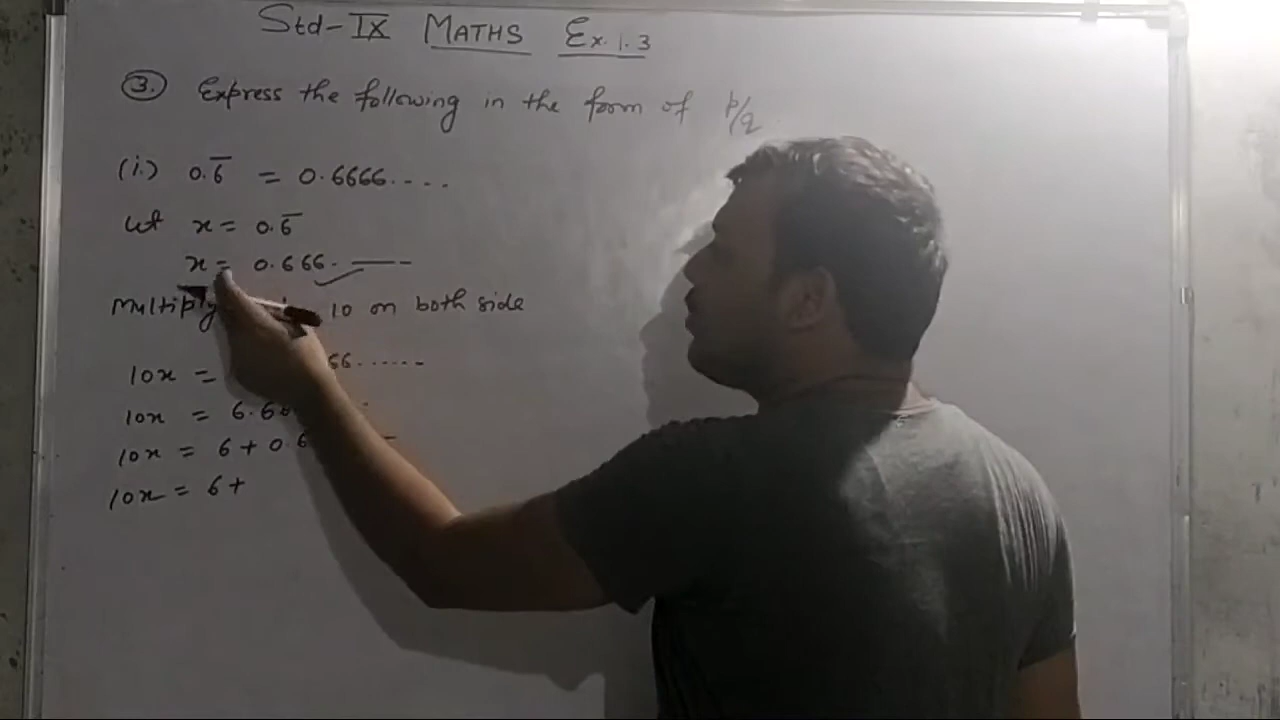 Std-IX MATHS Ex.1.3
3. Express the following in the form of p/q
(i.) 0.6̅ = 0.6666....
Let x = 0.6̅
x = 0.666. ———
Multiply 10 on both side
10x = 66......
10x = 6.6
10x = 6 + 0.6
10x = 6 +